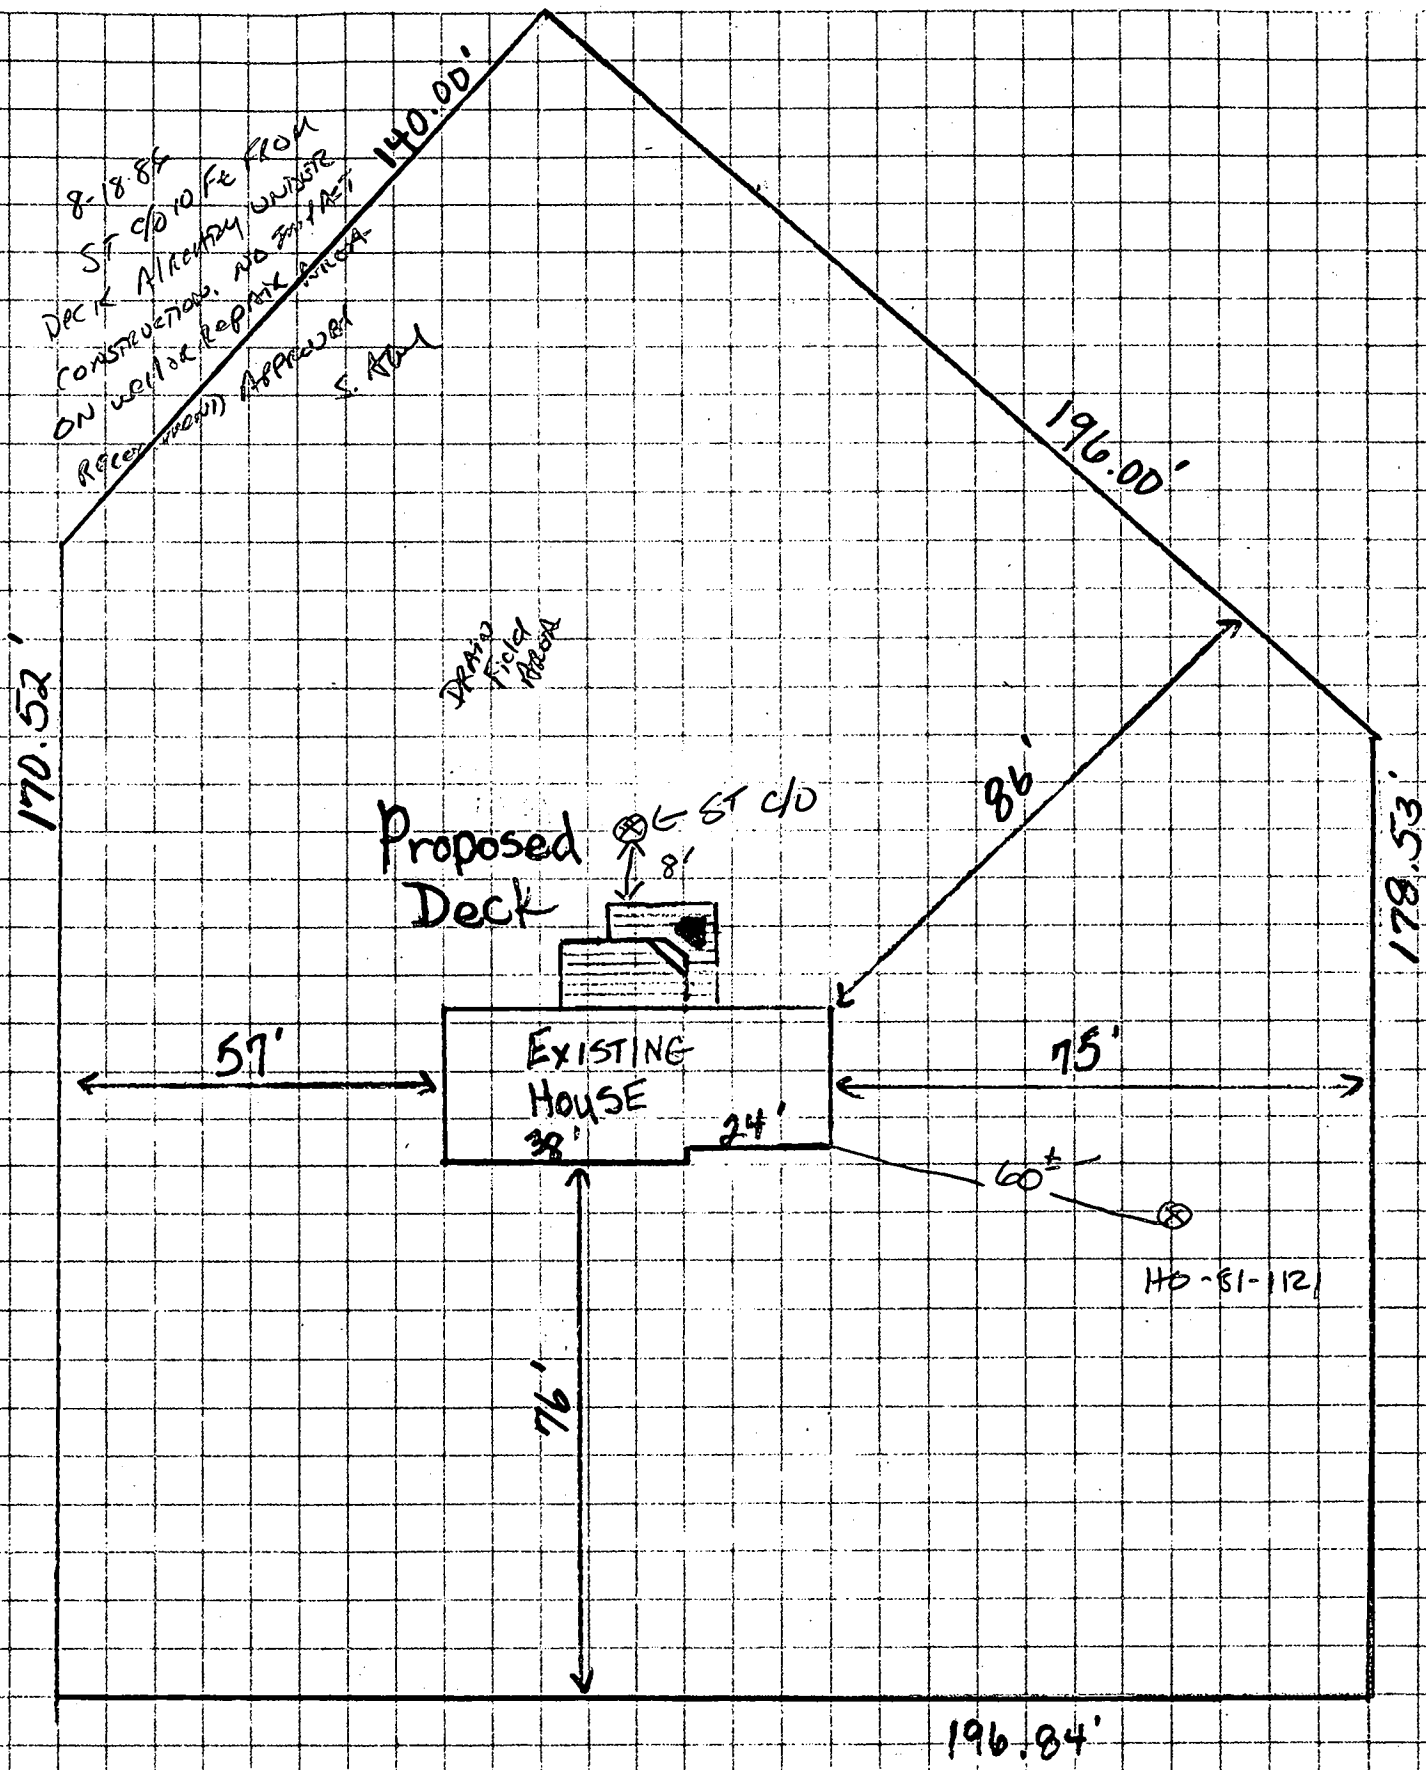 140.00'
8-18-86
ST C/O 10 Ft FROM
Deck Already UNDER
CONSTRUCTION. NO IMPACT
ON well or Repair AREA
Recommend Approval
S.
196.00'
170.52'
DRAIN
Field
AREA
86'
178.53'
Proposed
Deck
ST C/O
8'
57'
EXISTING
HOUSE
38'
24'
75'
60±
HO-81-1121
76'
196.84'